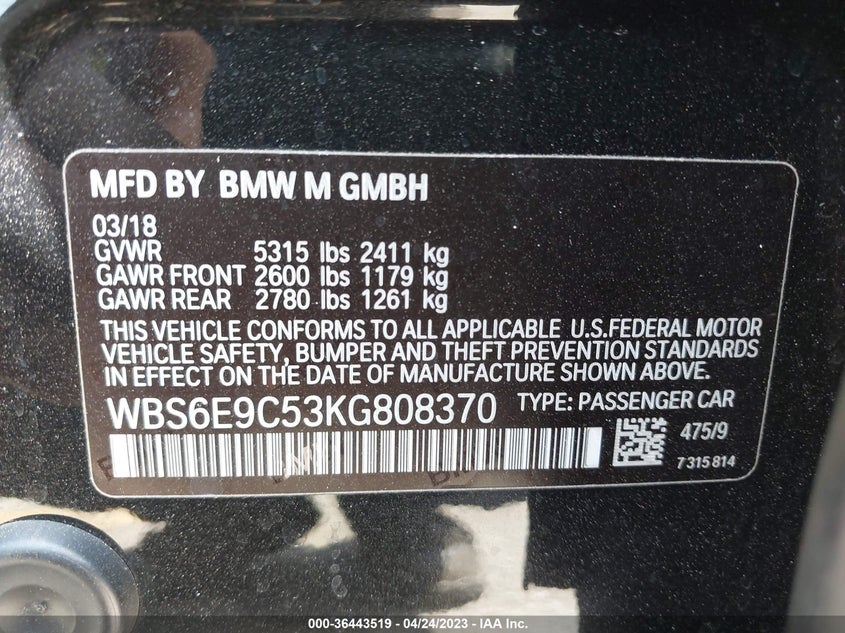 MFD BY BMW M GMBH
03/18
GVWR 5315 lbs 2411 kg
GAWR FRONT 2600 lbs 1179 kg
GAWR REAR 2780 lbs 1261 kg
THIS VEHICLE CONFORMS TO ALL APPLICABLE U.S.FEDERAL MOTOR
VEHICLE SAFETY, BUMPER AND THEFT PREVENTION STANDARDS
IN EFFECT ON THE DATE OF MANUFACTURE SHOWN ABOVE.
WBS6E9C53KG808370 TYPE: PASSENGER CAR
475/9
7315814
000-36443519 - 04/24/2023 - IAA Inc.